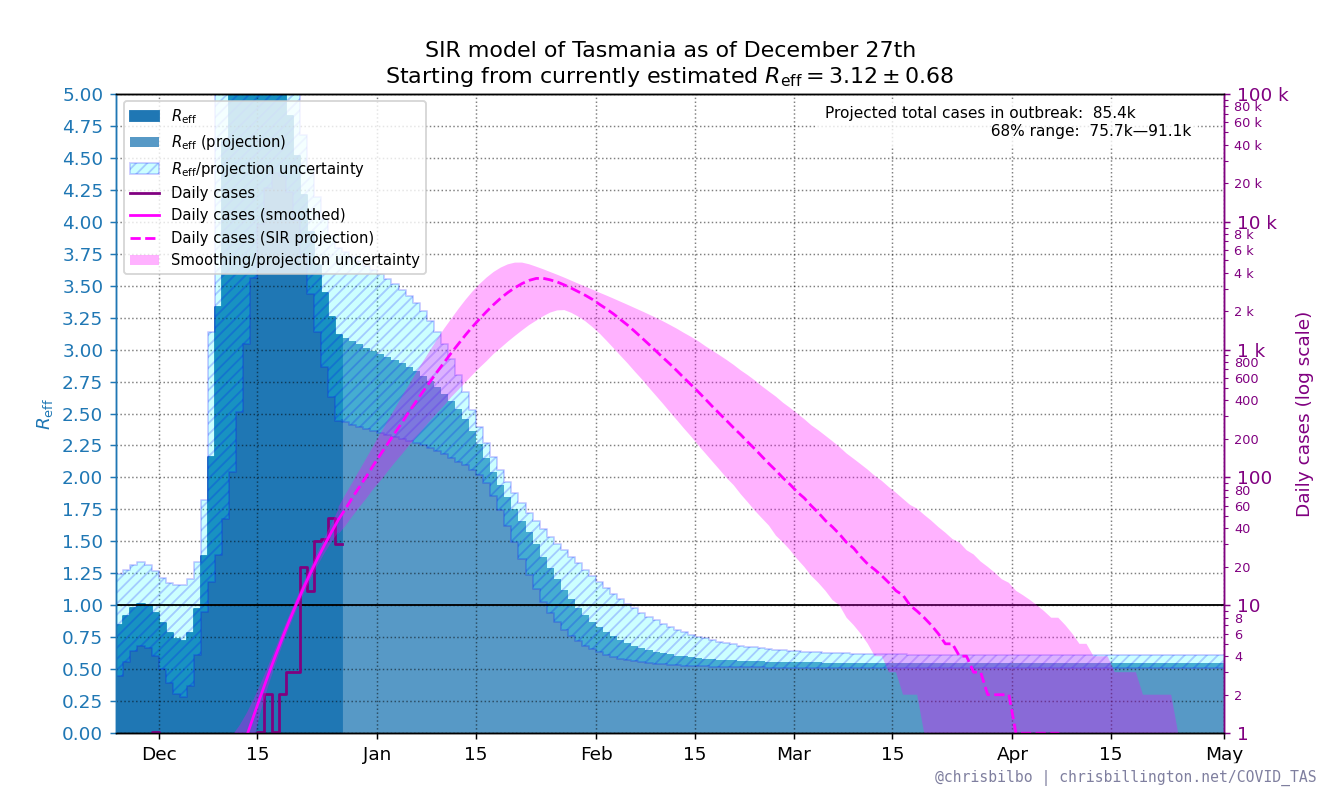 SIR model of Tasmania as of December 27th
Starting from currently estimated Reff = 3.12 ± 0.68
Projected total cases in outbreak: 85.4k
68% range: 75.7k—91.1k
Reff
Reff (projection)
Reff/projection uncertainty
Daily cases
Daily cases (smoothed)
Daily cases (SIR projection)
Smoothing/projection uncertainty
5.00
4.75
4.50
4.25
4.00
3.75
3.50
3.25
3.00
2.75
2.50
2.25
2.00
1.75
1.50
1.25
1.00
0.75
0.50
0.25
0.00
Reff
100 k
80 k
60 k
40 k
20 k
10 k
8 k
6 k
4 k
2 k
1 k
800
600
400
200
100
80
60
40
20
10
8
6
4
2
1
Daily cases (log scale)
Dec 15 Jan 15 Feb 15 Mar 15 Apr 15 May
@chrisbilbo | chrisbillington.net/COVID_TAS